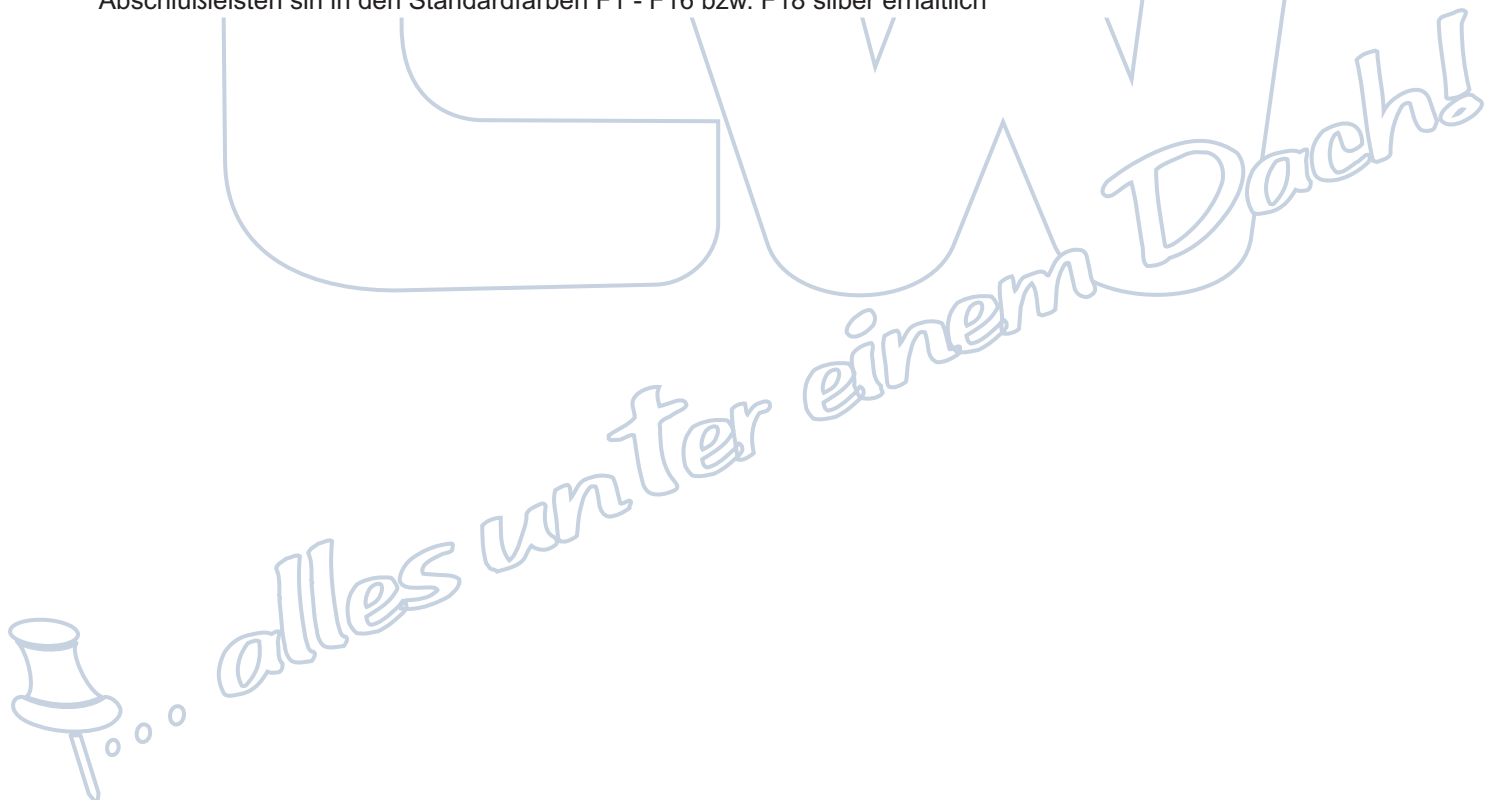 Abschlußleisten sin in den Standardfarben F1 - F16 bzw. F18 silber erhältlich
... alles unter einem Dach!